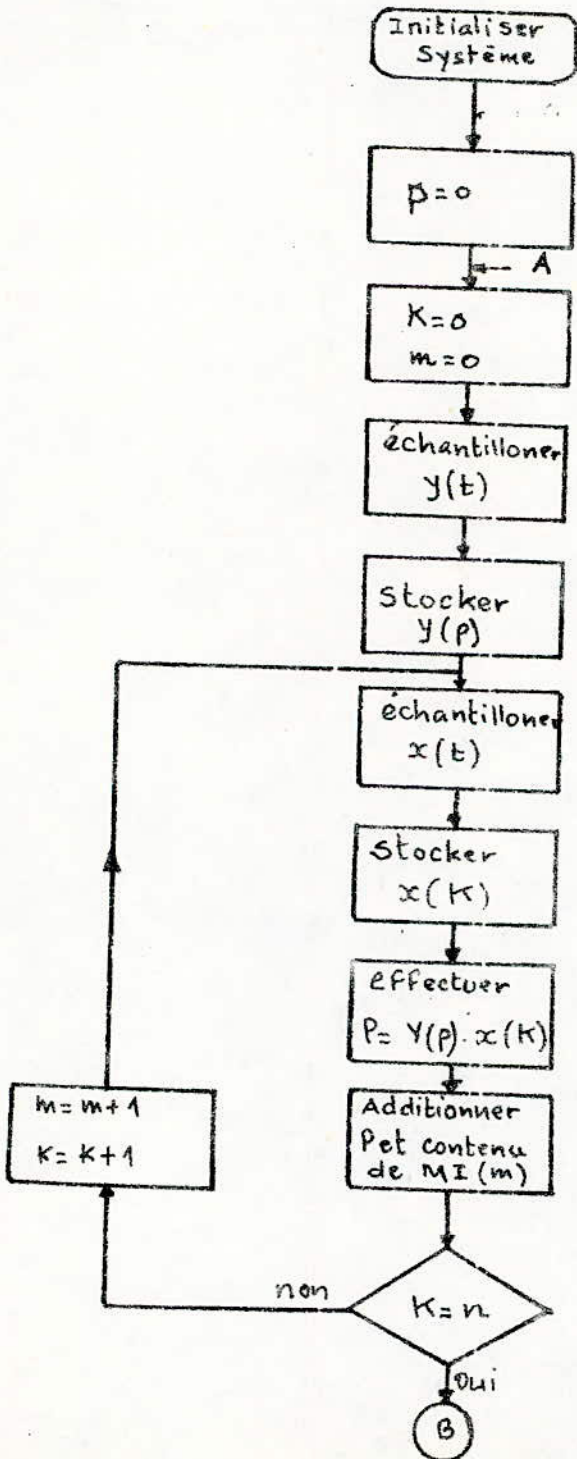 Initialiser
Système
p=0
A
K=0
m=0
échantilloner
y(t)
Stocker
y(p)
échantilloner
x(t)
Stocker
x(K)
effectuer
P= Y(p).x(K)
Additionner
Pet contenu
de MI(m)
m=m+1
K=K+1
non
K=n
oui
B